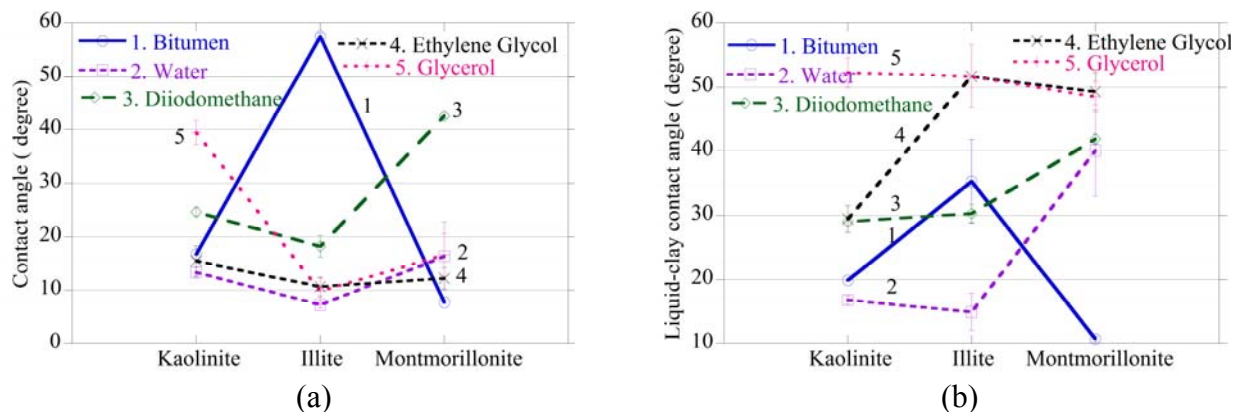 60
50
40
30
20
10
0
Contact angle ( degree)
1. Bitumen
2. Water
3. Diiodomethane
4. Ethylene Glycol
5. Glycerol
1
3
5
2
4
Kaolinite Illite Montmorillonite
(a)
60
50
40
30
20
10
Liquid-clay contact angle ( degree)
1. Bitumen
2. Water
3. Diiodomethane
4. Ethylene Glycol
5. Glycerol
5
4
3
1
2
Kaolinite Illite Montmorillonite
(b)